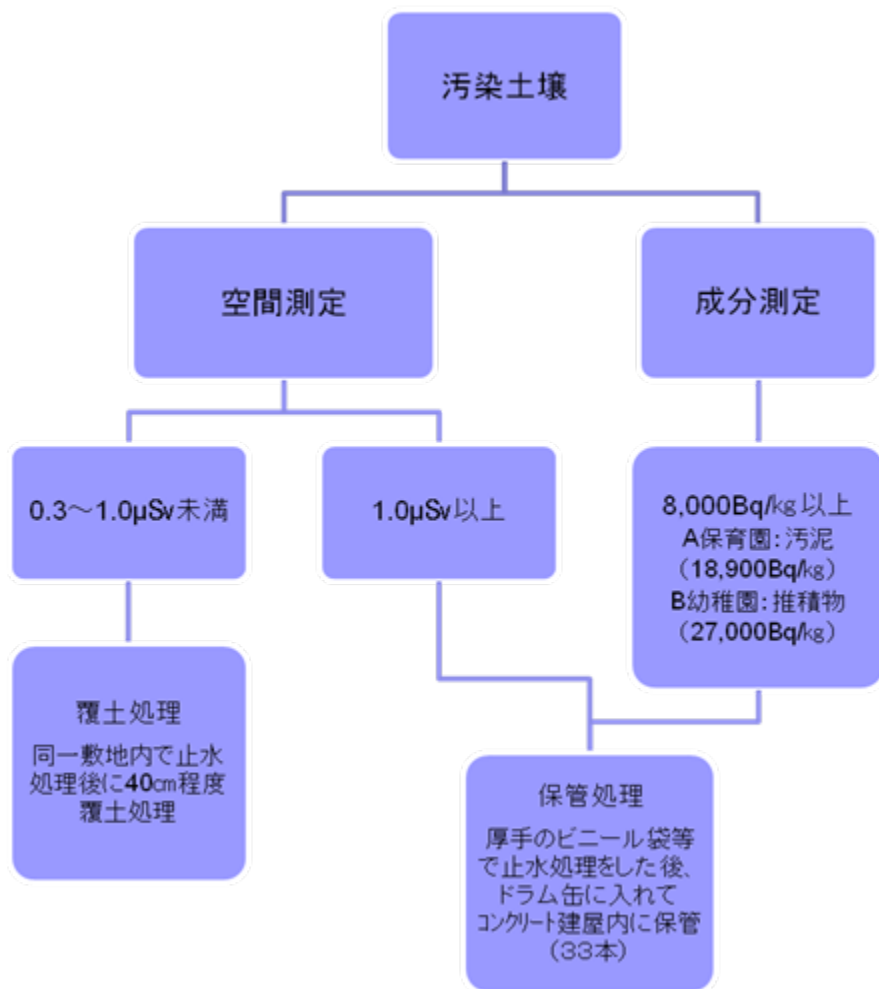 汚染土壌
空間測定
成分測定
0.3～1.0μSv未満
1.0μSv以上
8,000Bq/㎏以上
A保育園：汚泥
（18,900Bq/㎏）
B幼稚園：推積物
（27,000Bq/㎏）
覆土処理
同一敷地内で止水
処理後に40㎝程度
覆土処理
保管処理
厚手のビニール袋等
で止水処理をした後、
ドラム缶に入れて
ｺﾝｸﾘｰﾄ建屋内に保管
（３３本）